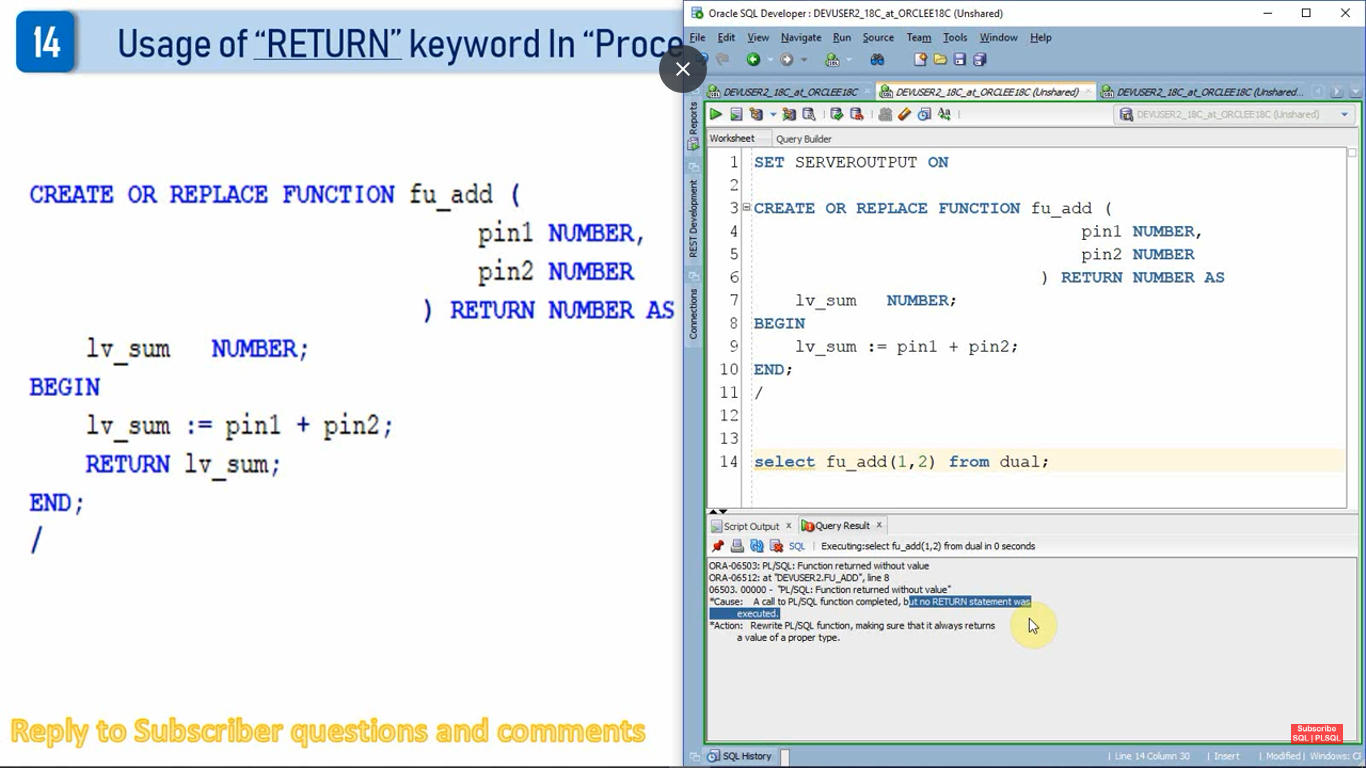 14
Usage of “RETURN” keyword In “Proce
CREATE OR REPLACE FUNCTION fu_add (
pin1 NUMBER,
pin2 NUMBER
) RETURN NUMBER AS
lv_sum NUMBER;
BEGIN
lv_sum := pin1 + pin2;
RETURN lv_sum;
END;
/
Reply to Subscriber questions and comments
Oracle SQL Developer : DEVUSER2_18C_at_ORCLEE18C (Unshared)
File Edit View Navigate Run Source Team Tools Window Help
DEVUSER2_18C_at_ORCLEE18C DEVUSER2_18C_at_ORCLEE18C (Unshared) DEVUSER2_18C_at_ORCLEE18C (Unshared...
DEVUSER2_18C_at_ORCLEE18C (Unshared)
Reports
REST Development
Connections
Worksheet Query Builder
1 SET SERVEROUTPUT ON
2
3 CREATE OR REPLACE FUNCTION fu_add (
4 pin1 NUMBER,
5 pin2 NUMBER
6 ) RETURN NUMBER AS
7 lv_sum NUMBER;
8 BEGIN
9 lv_sum := pin1 + pin2;
10 END;
11 /
12
13
14 select fu_add(1,2) from dual;
Script Output × Query Result ×
SQL | Executing:select fu_add(1,2) from dual in 0 seconds
ORA-06503: PL/SQL: Function returned without value
ORA-06512: at "DEVUSER2.FU_ADD", line 8
06503. 00000 - "PL/SQL: Function returned without value"
*Cause: A call to PL/SQL function completed, but no RETURN statement was
executed.
*Action: Rewrite PL/SQL function, making sure that it always returns
a value of a proper type.
Subscribe
SQL | PLSQL
SQL History
Line 14 Column 30 | Insert | Modified | Windows: C